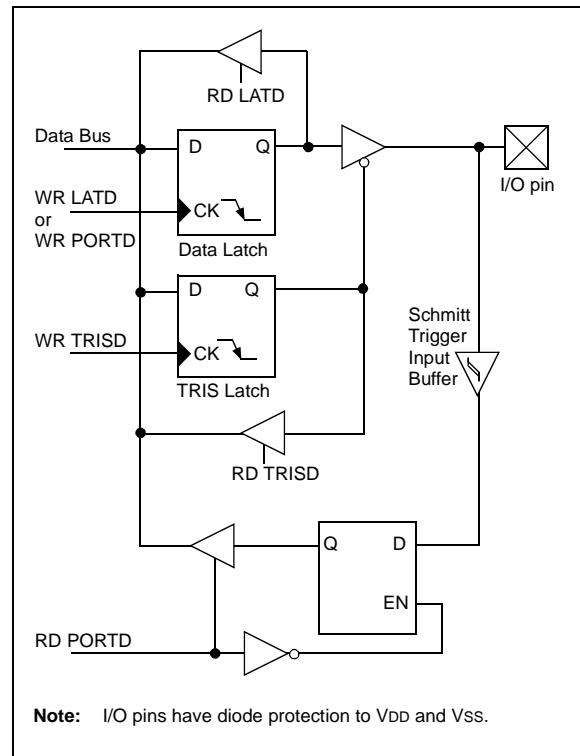 RD LATD
Data Bus
D Q
I/O pin
WR LATD
or
WR PORTD
CK
Data Latch
D Q
WR TRISD
CK
TRIS Latch
Schmitt
Trigger
Input
Buffer
RD TRISD
Q D
EN
RD PORTD
Note: I/O pins have diode protection to VDD and VSS.